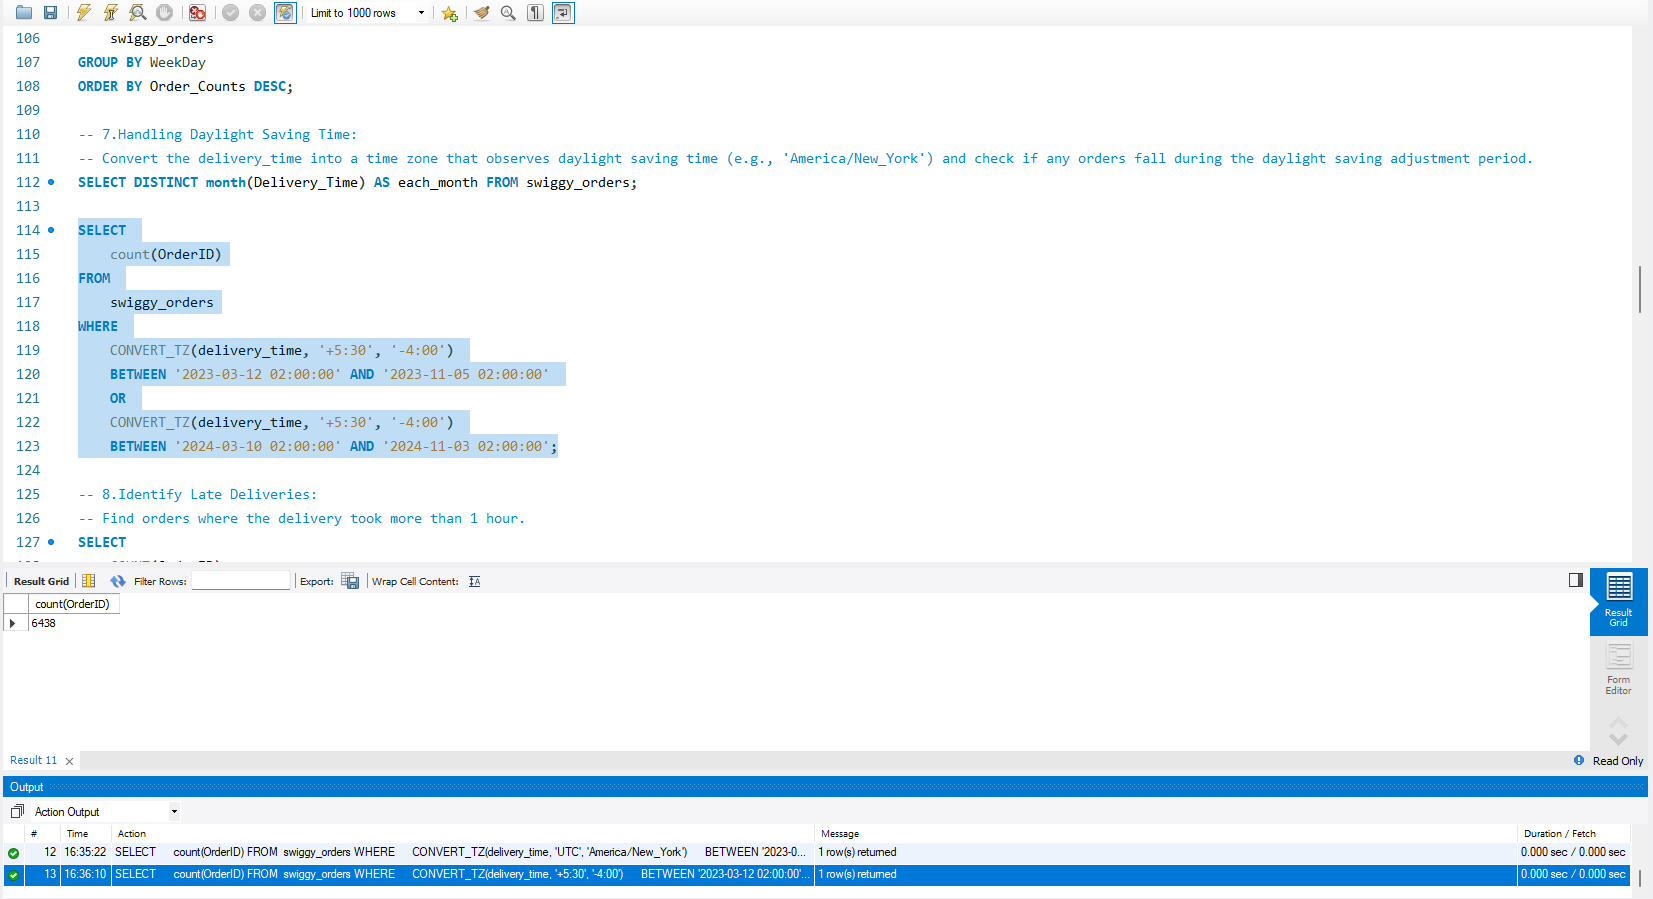 Limit to 1000 rows
106 swiggy_orders
107 GROUP BY WeekDay
108 ORDER BY Order_Counts DESC;
109
110 -- 7.Handling Daylight Saving Time:
111 -- Convert the delivery_time into a time zone that observes daylight saving time (e.g., 'America/New_York') and check if any orders fall during the daylight saving adjustment period.
112 SELECT DISTINCT month(Delivery_Time) AS each_month FROM swiggy_orders;
113
114 SELECT
115 count(OrderID)
116 FROM
117 swiggy_orders
118 WHERE
119 CONVERT_TZ(delivery_time, '+5:30', '-4:00')
120 BETWEEN '2023-03-12 02:00:00' AND '2023-11-05 02:00:00'
121 OR
122 CONVERT_TZ(delivery_time, '+5:30', '-4:00')
123 BETWEEN '2024-03-10 02:00:00' AND '2024-11-03 02:00:00';
124
125 -- 8.Identify Late Deliveries:
126 -- Find orders where the delivery took more than 1 hour.
127 SELECT
Result Grid Filter Rows: Export: Wrap Cell Content:
count(OrderID)
6438
Result Grid
Form Editor
Result 11 Read Only
Output
Action Output
# Time Action Message Duration / Fetch
12 16:35:22 SELECT count(OrderID) FROM swiggy_orders WHERE CONVERT_TZ(delivery_time, 'UTC', 'America/New_York') BETWEEN '2023-0... 1 row(s) returned 0.000 sec / 0.000 sec
13 16:36:10 SELECT count(OrderID) FROM swiggy_orders WHERE CONVERT_TZ(delivery_time, '+5:30', '-4:00') BETWEEN '2023-03-12 02:00:00'... 1 row(s) returned 0.000 sec / 0.000 sec